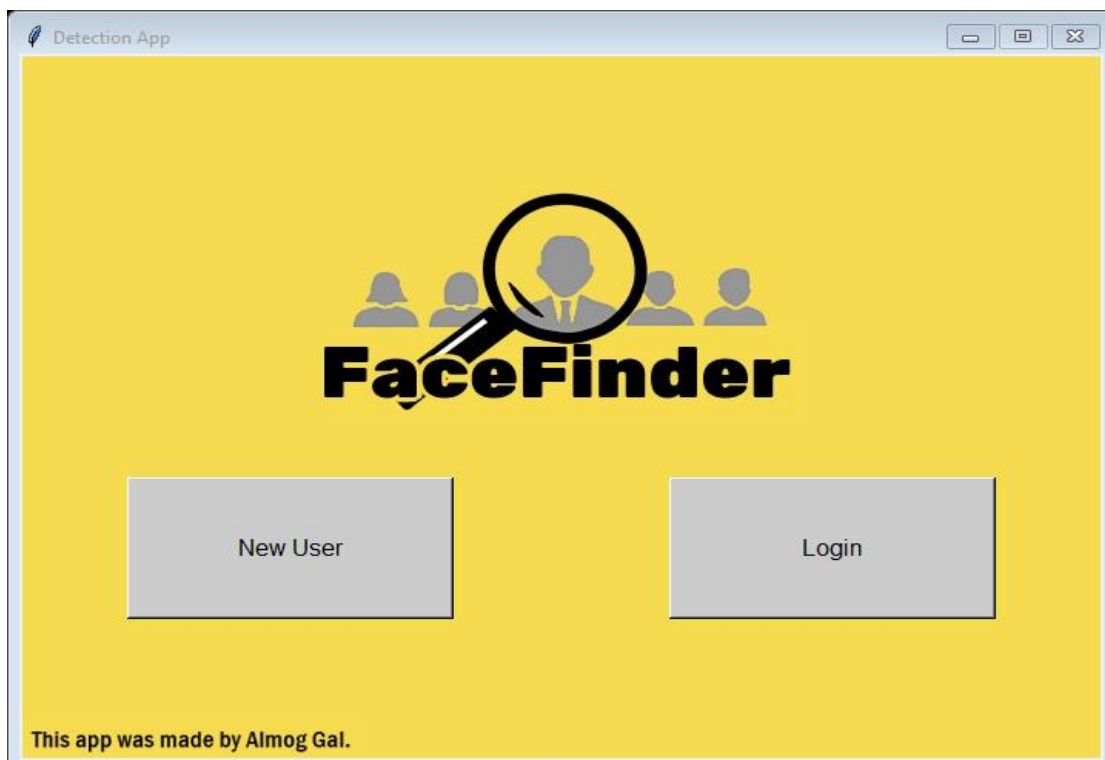 Detection App
FaceFinder
New User
Login
This app was made by Almog Gal.